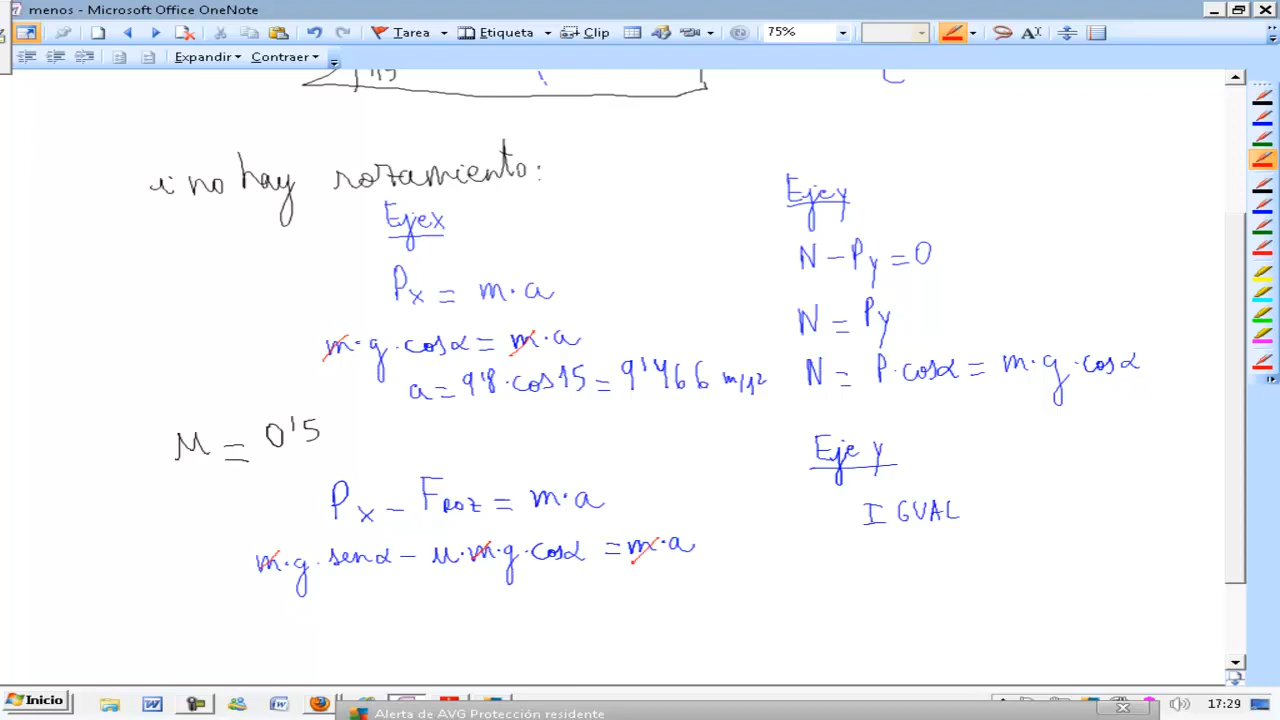 menos - Microsoft Office OneNote
Tarea Etiqueta Clip 75%
Expandir Contraer
15
i no hay rozamiento:
Eje x
Px = m·a
m·g·cosα = m·a
a = 9'8·cos15 = 9'466 m/s²
Eje y
N - Py = 0
N = Py
N = P·cosα = m·g·cosα
M = 0'5
Px - FROZ = m·a
m·g·senα - μ·m·g·cosα = m·a
Eje y
IGUAL
Inicio
Alerta de AVG Protección residente
17:29